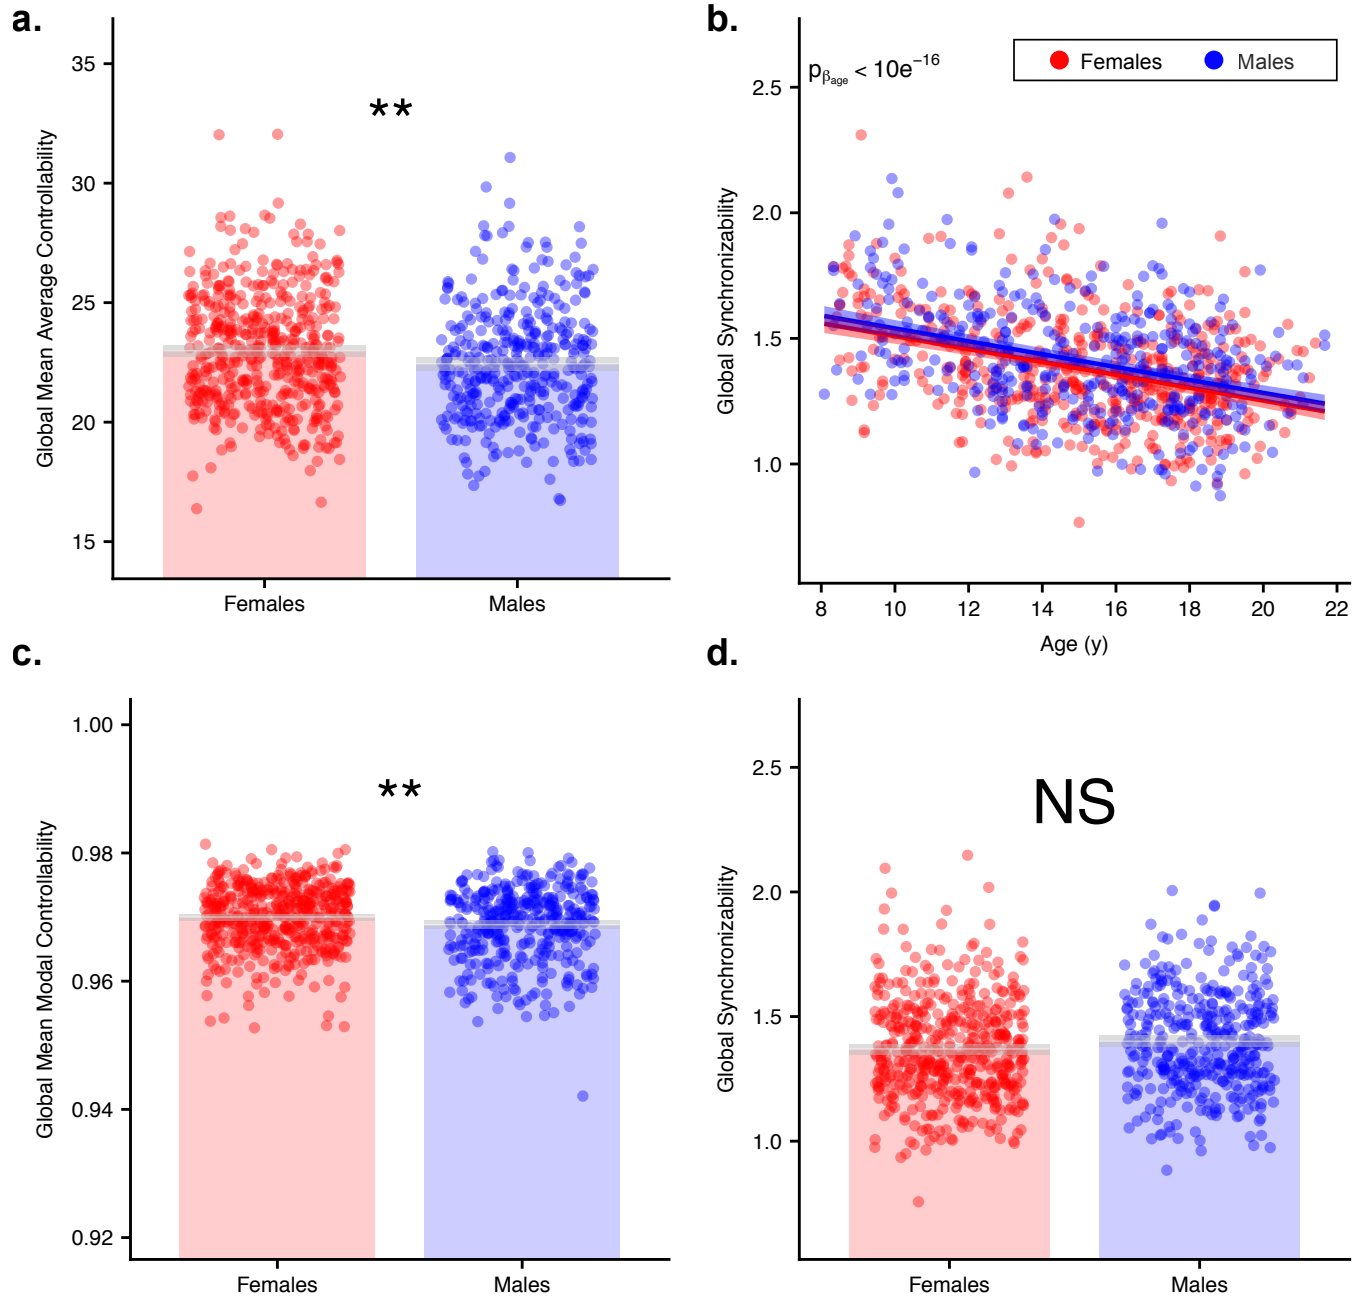 a.
Global Mean Average Controllability
35
30
25
20
15
**
Females
Males
b.
Global Synchronizability
2.5
2.0
1.5
1.0
pβage < 10e−16
Females
Males
8
10
12
14
16
18
20
22
Age (y)
c.
Global Mean Modal Controllability
1.00
0.98
0.96
0.94
0.92
**
Females
Males
d.
Global Synchronizability
2.5
2.0
1.5
1.0
NS
Females
Males